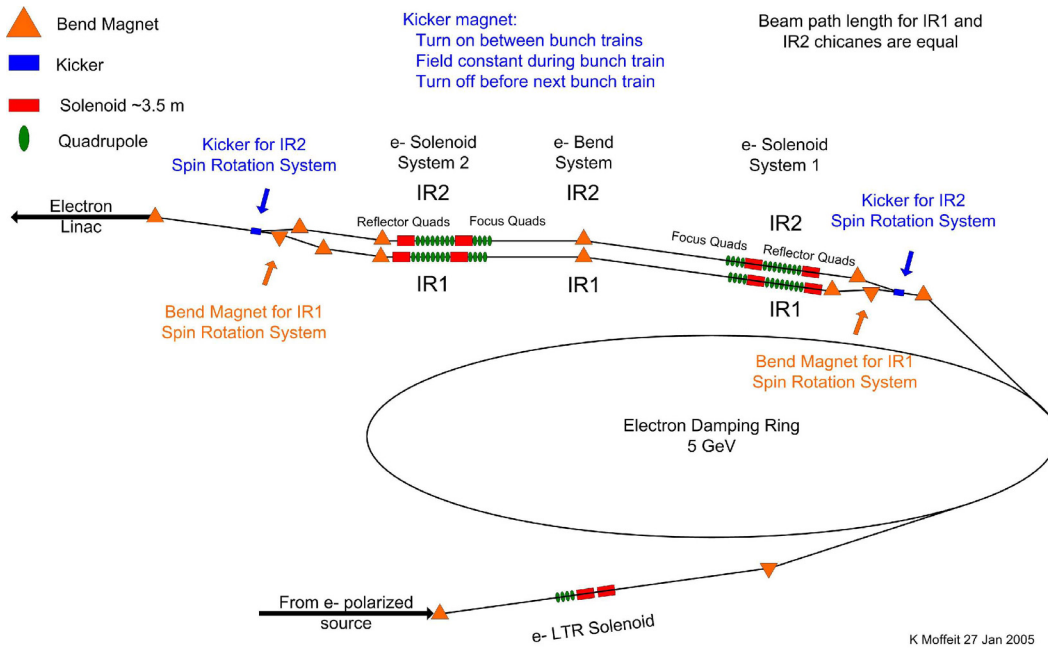 Bend Magnet
Kicker
Solenoid ~3.5 m
Quadrupole
Kicker magnet:
Turn on between bunch trains
Field constant during bunch train
Turn off before next bunch train
Beam path length for IR1 and
IR2 chicanes are equal
Kicker for IR2
Spin Rotation System
e- Solenoid
System 2
IR2
e- Bend
System
IR2
e- Solenoid
System 1
IR2
Kicker for IR2
Spin Rotation System
Electron
Linac
Reflector Quads
Focus Quads
Focus Quads
Reflector Quads
IR1
IR1
IR1
Bend Magnet for IR1
Spin Rotation System
Bend Magnet for IR1
Spin Rotation System
Electron Damping Ring
5 GeV
From e- polarized
source
e- LTR Solenoid
K Moffeit 27 Jan 2005